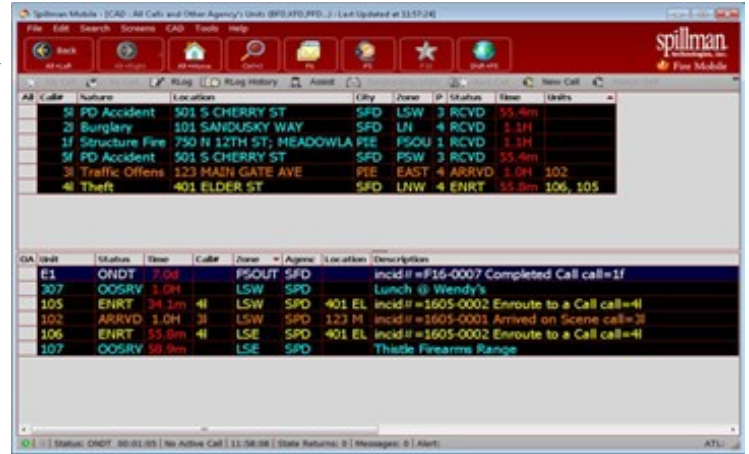 Spillman Mobile - [CAD - All Calls and Other Agency's Units (BFD,KFD,PFD...) - Last Updated at 11:57:24]
File Edit Search Screens CAD Tools Help
Back
spillman
technologies, inc.
Fire Mobile
Alt+Left Alt+Right Alt+Home
RLog RLog History Assist New Call
All Call# Nature Location City Zone P Status Time Units
5l PD Accident 501 S CHERRY ST SFD LSW 3 RCVD 55.4m
2l Burglary 101 SANDUSKY WAY SFD LN 4 RCVD 1.1H
1f Structure Fire 750 N 12TH ST; MEADOWLA PIE FSOU 1 RCVD 1.1H
5f PD Accident 501 S CHERRY ST SFD PSW 3 RCVD 55.4m
3l Traffic Offens 123 MAIN GATE AVE PIE EAST 4 ARRVD 1.0H 102
4l Theft 401 ELDER ST SFD LNW 4 ENRT 55.8m 106, 105
OA Unit Status Time Call# Zone Agenc Location Description
E1 ONDT 7.0d FSOUT SFD incid#=F16-0007 Completed Call call=1f
307 OOSRV 1.0H LSW SPD Lunch @ Wendy's
105 ENRT 34.1m 4l LSW SPD 401 EL incid#=1605-0002 Enroute to a Call call=4l
102 ARRVD 1.0H 3l LSW SPD 123 M incid#=1605-0001 Arrived on Scene call=3l
106 ENRT 55.8m 4l LSE SPD 401 EL incid#=1605-0002 Enroute to a Call call=4l
107 OOSRV 58.9m LSE SPD Thistle Firearms Range
Status: ONDT 00:01:05 No Active Call 11:58:08 State Returns: 0 Messages: 0 Alert: ATL: